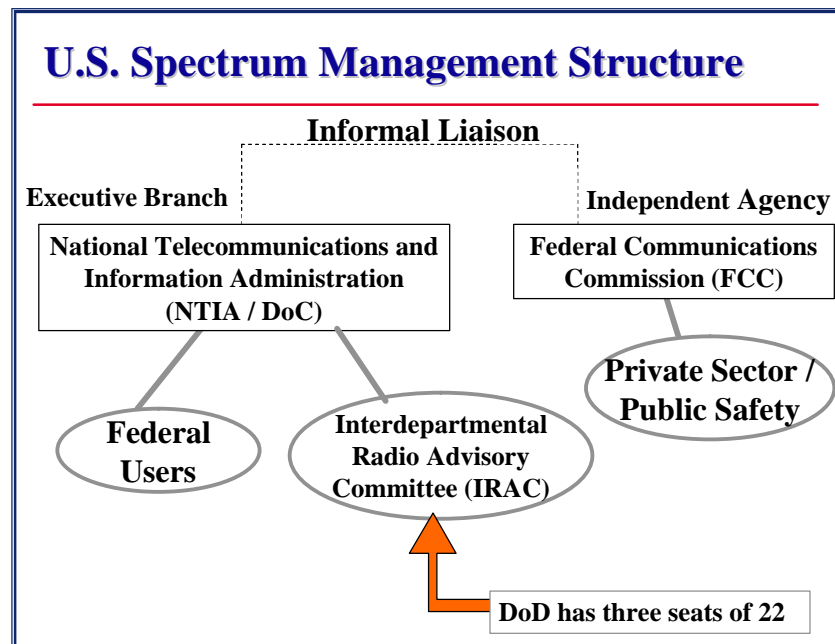 U.S. Spectrum Management Structure
Informal Liaison
Executive Branch
Independent Agency
National Telecommunications and
Information Administration
(NTIA / DoC)
Federal Communications
Commission (FCC)
Federal
Users
Interdepartmental
Radio Advisory
Committee (IRAC)
Private Sector /
Public Safety
DoD has three seats of 22